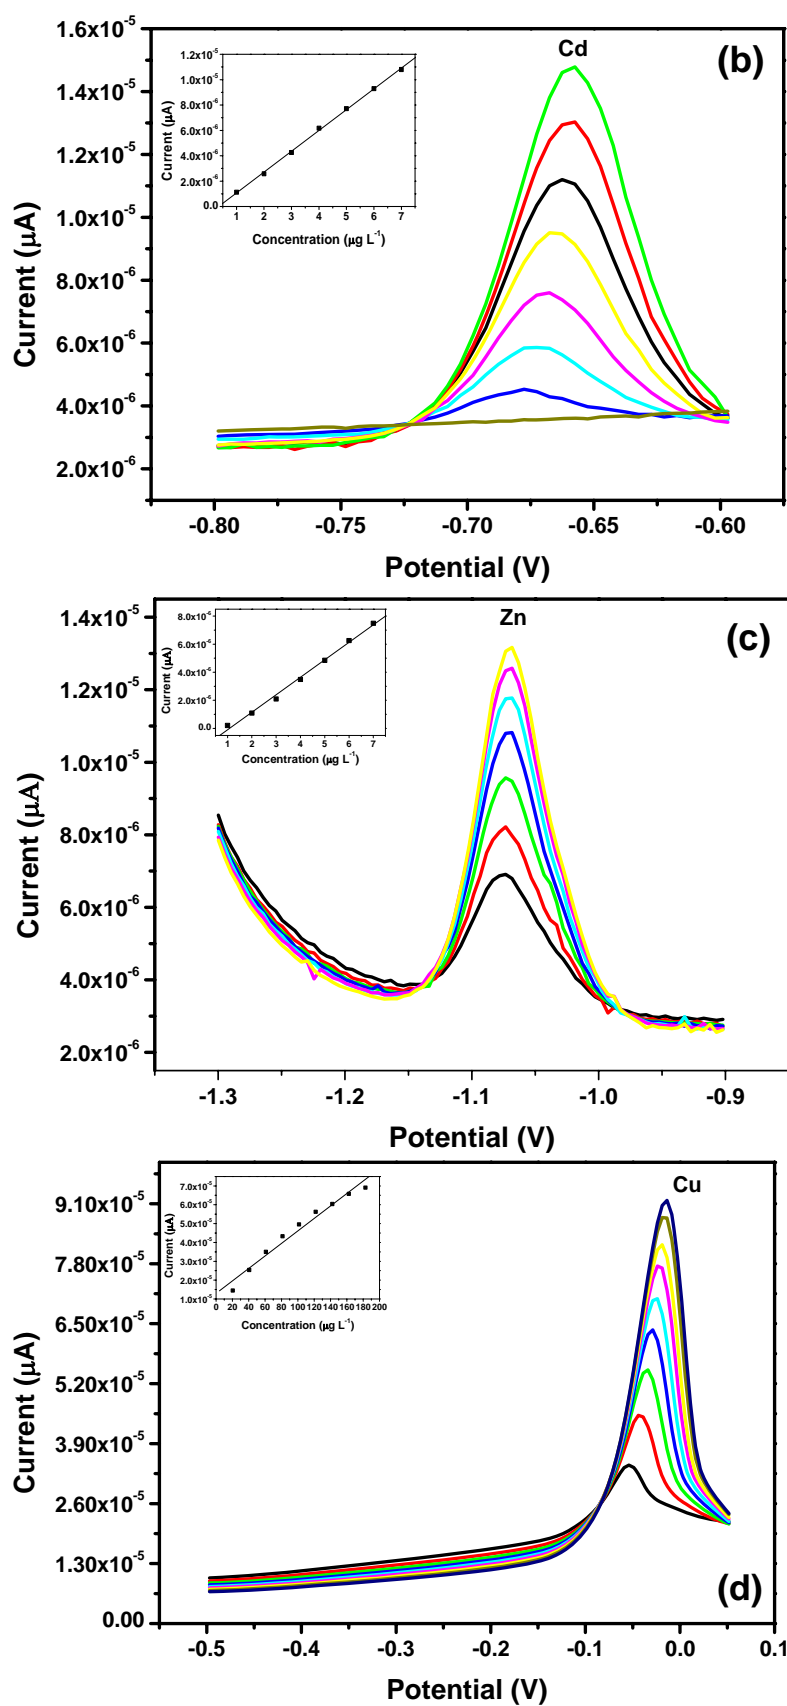 (b)
Cd
1.6x10⁻⁵
1.5x10⁻⁵
1.2x10⁻⁵
1.0x10⁻⁵
8.0x10⁻⁶
6.0x10⁻⁶
4.0x10⁻⁶
2.0x10⁻⁶
Current (µA)
-0.80 -0.75 -0.70 -0.65 -0.60
Potential (V)
1.2x10⁻⁵
1.0x10⁻⁵
8.0x10⁻⁶
6.0x10⁻⁶
4.0x10⁻⁶
2.0x10⁻⁶
0.0
Current (µA)
1 2 3 4 5 6 7
Concentration (µg L⁻¹)
(c)
Zn
1.4x10⁻⁵
1.2x10⁻⁵
1.0x10⁻⁵
8.0x10⁻⁶
6.0x10⁻⁶
4.0x10⁻⁶
2.0x10⁻⁶
Current (µA)
-1.3 -1.2 -1.1 -1.0 -0.9
Potential (V)
8.0x10⁻⁶
6.0x10⁻⁶
4.0x10⁻⁶
2.0x10⁻⁶
0.0
Current (µA)
1 2 3 4 5 6 7
Concentration (µg L⁻¹)
Cu
9.10x10⁻⁵
7.80x10⁻⁵
6.50x10⁻⁵
5.20x10⁻⁵
3.90x10⁻⁵
2.60x10⁻⁵
1.30x10⁻⁵
0.00
Current (µA)
7.0x10⁻⁵
6.0x10⁻⁵
5.0x10⁻⁵
4.0x10⁻⁵
3.0x10⁻⁵
2.0x10⁻⁵
1.0x10⁻⁵
Current (µA)
0 20 40 60 80 100 120 140 160 180 200
Concentration (µg L⁻¹)
(d)
-0.5 -0.4 -0.3 -0.2 -0.1 0.0 0.1
Potential (V)